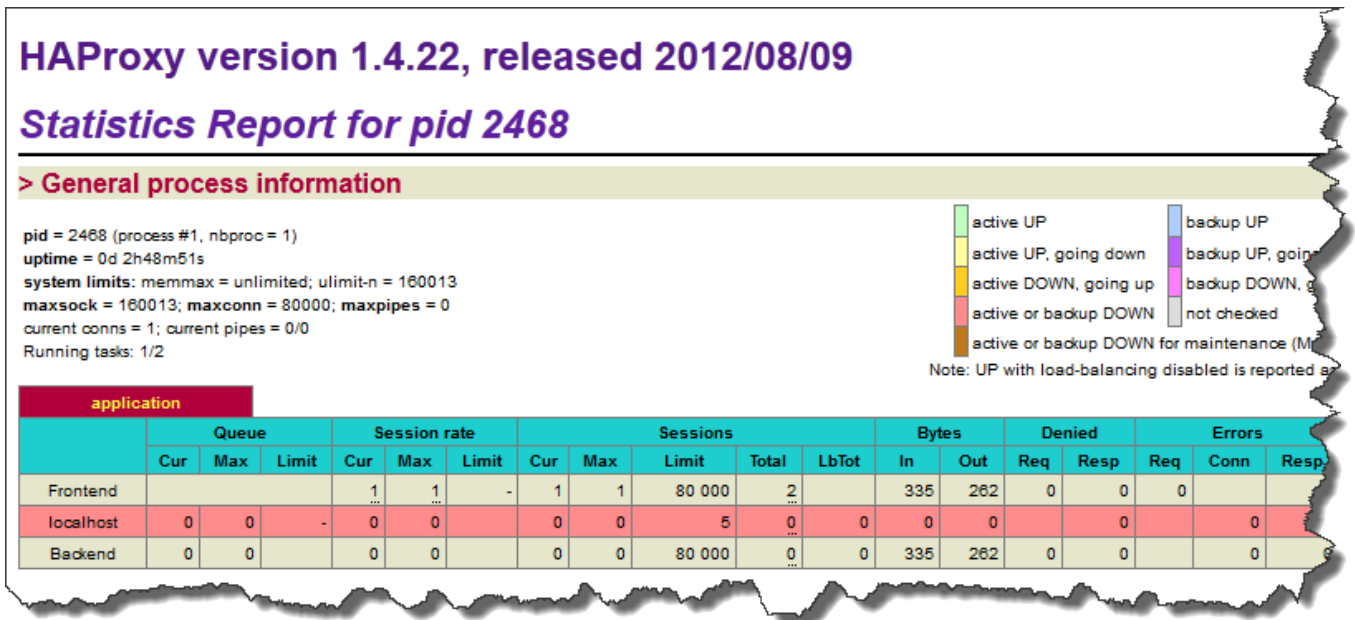 HAProxy version 1.4.22, released 2012/08/09
Statistics Report for pid 2468
> General process information
pid = 2468 (process #1, nbproc = 1)
uptime = 0d 2h48m51s
system limits: memmax = unlimited; ulimit-n = 160013
maxsock = 160013; maxconn = 80000; maxpipes = 0
current conns = 1; current pipes = 0/0
Running tasks: 1/2
active UP backup UP
active UP, going down backup UP, going
active DOWN, going up backup DOWN, g
active or backup DOWN not checked
active or backup DOWN for maintenance (M
Note: UP with load-balancing disabled is reported a
application
Queue Session rate Sessions Bytes Denied Errors
Cur Max Limit Cur Max Limit Cur Max Limit Total LbTot In Out Req Resp Req Conn Resp
Frontend 1 1 - 1 1 80 000 2 335 262 0 0 0
localhost 0 0 - 0 0 0 0 5 0 0 0 0 0 0
Backend 0 0 0 0 0 0 80 000 0 0 335 262 0 0 0